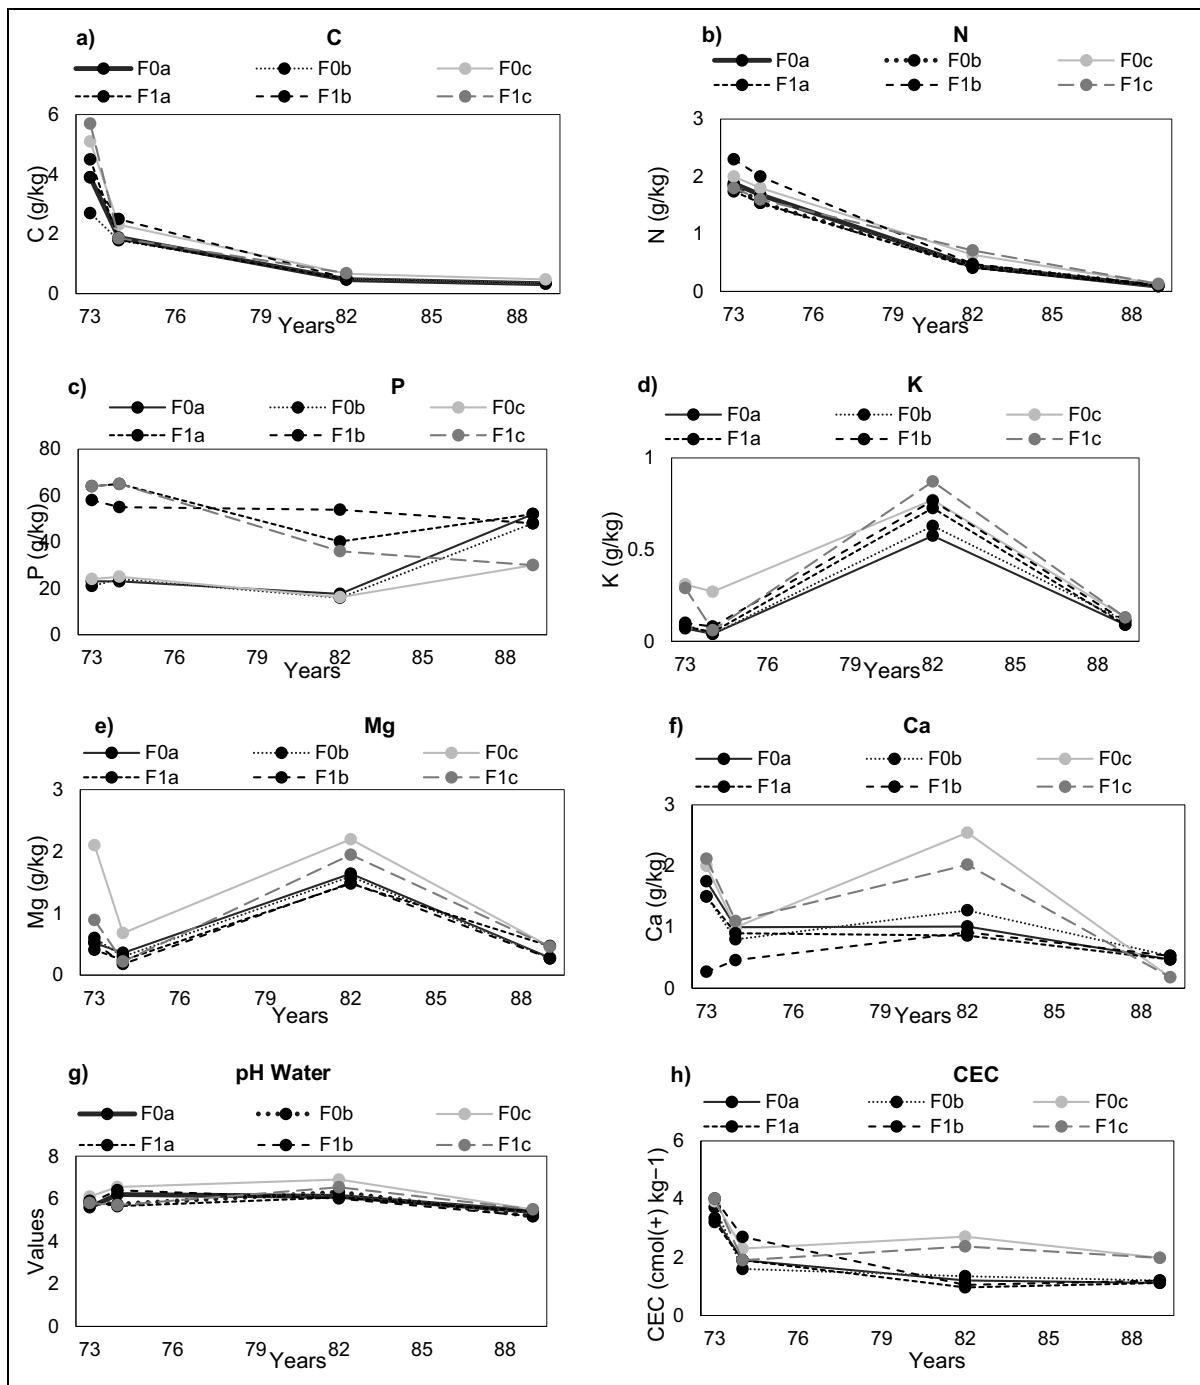 a) C
F0a F0b F0c
F1a F1b F1c
6
4
2
0
C (g/kg)
73 76 79 82 85 88
Years
b) N
F0a F0b F0c
F1a F1b F1c
3
2
1
0
N (g/kg)
73 76 79 82 85 88
Years
c) P
F0a F0b F0c
F1a F1b F1c
80
60
40
20
0
P (g/kg)
73 76 79 82 85 88
Years
d) K
F0a F0b F0c
F1a F1b F1c
1
0.5
0
K (g/kg)
73 76 79 82 85 88
Years
e) Mg
F0a F0b F0c
F1a F1b F1c
3
2
1
0
Mg (g/kg)
73 76 79 82 85 88
Years
f) Ca
F0a F0b F0c
F1a F1b F1c
3
2
1
0
Ca (g/kg)
73 76 79 82 85 88
Years
g) pH Water
F0a F0b F0c
F1a F1b F1c
8
6
4
2
0
Values
73 76 79 82 85 88
Years
h) CEC
F0a F0b F0c
F1a F1b F1c
6
4
2
0
CEC (cmol(+) kg−1)
73 76 79 82 85 88
Years